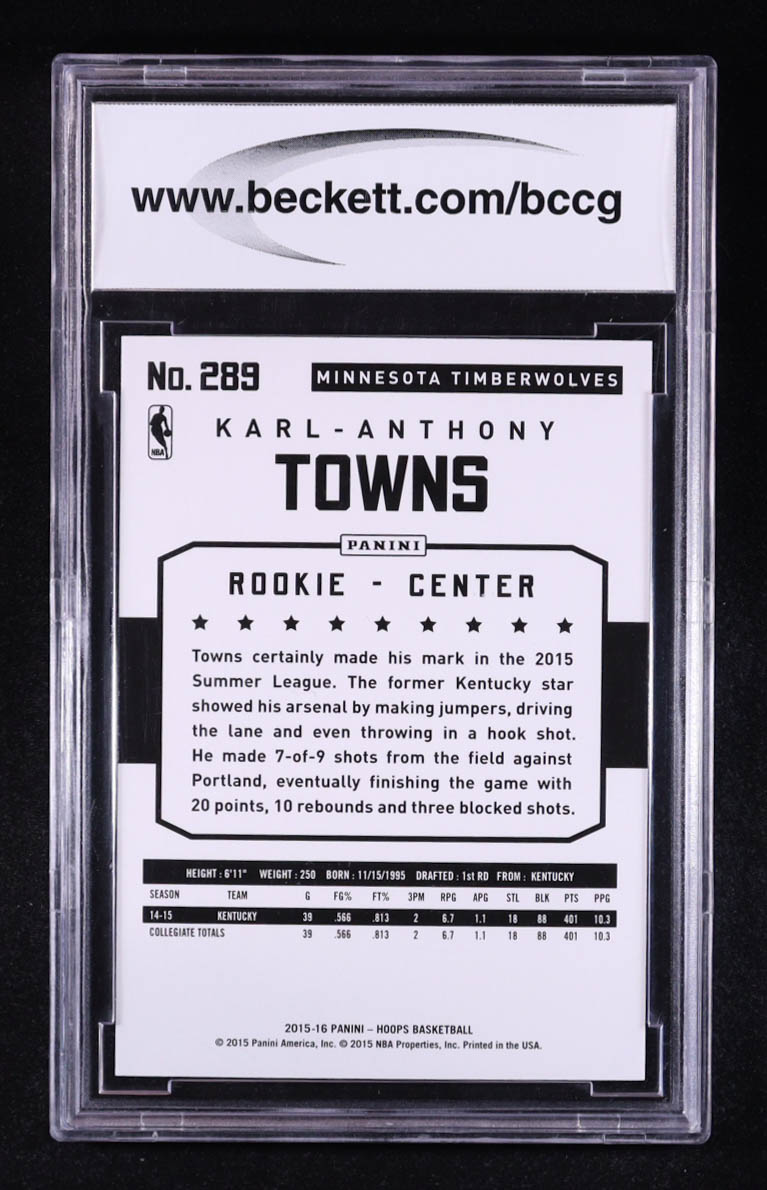 www.beckett.com/bccg
No. 289
MINNESOTA TIMBERWOLVES
NBA
KARL-ANTHONY
TOWNS
PANINI
ROOKIE - CENTER
Towns certainly made his mark in the 2015
Summer League. The former Kentucky star
showed his arsenal by making jumpers, driving
the lane and even throwing in a hook shot.
He made 7-of-9 shots from the field against
Portland, eventually finishing the game with
20 points, 10 rebounds and three blocked shots.
HEIGHT: 6'11" WEIGHT: 250 BORN: 11/15/1995 DRAFTED: 1st RD FROM: KENTUCKY
SEASON TEAM G FG% FT% 3PM RPG APG STL BLK PTS PPG
14-15 KENTUCKY 39 .566 .813 2 6.7 1.1 18 88 401 10.3
COLLEGIATE TOTALS 39 .566 .813 2 6.7 1.1 18 88 401 10.3
2015-16 PANINI – HOOPS BASKETBALL
© 2015 Panini America, Inc. © 2015 NBA Properties, Inc. Printed in the USA.